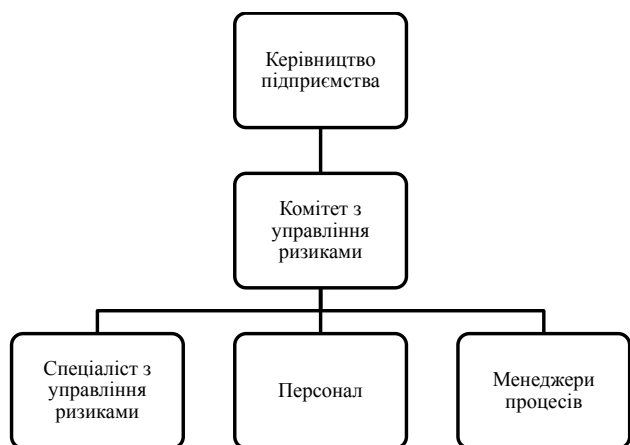 Керівництво
підприємства
Комітет з
управління
ризиками
Спеціаліст з
управління
ризиками
Персонал
Менеджери
процесів